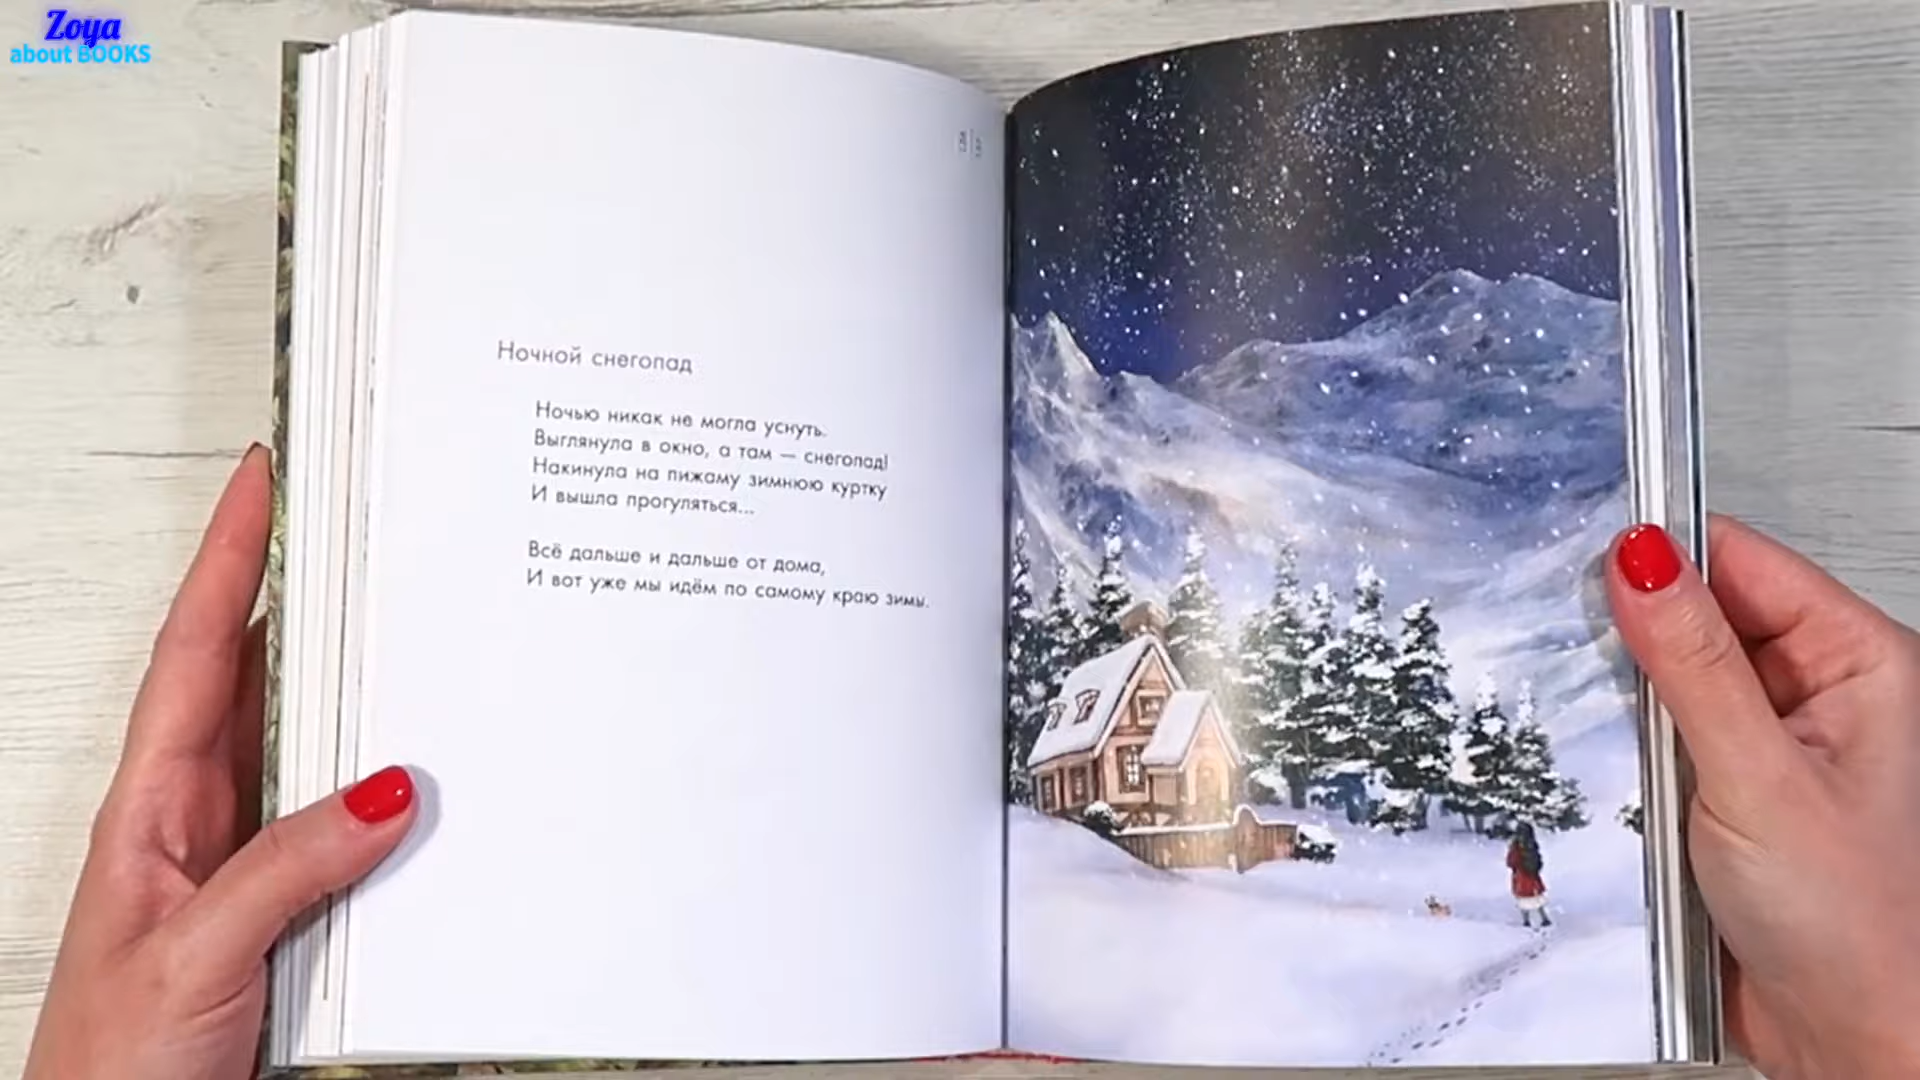 Zoya
about BOOKS
Ночной снегопад
Ночью никак не могла уснуть.
Выглянула в окно, а там — снегопад!
Накинула на пижаму зимнюю куртку
И вышла прогуляться...
Всё дальше и дальше от дома,
И вот уже мы идём по самому краю зимы.